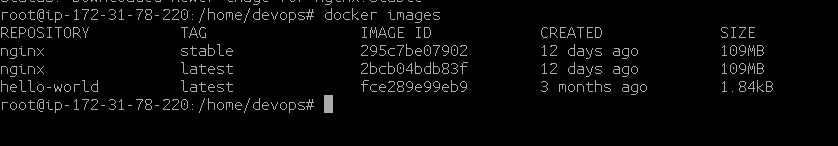 root@ip-172-31-78-220:/home/devops# docker images
REPOSITORY TAG IMAGE ID CREATED SIZE
nginx stable 295c7be07902 12 days ago 109MB
nginx latest 2bcb04bdb83f 12 days ago 109MB
hello-world latest fce289e99eb9 3 months ago 1.84kB
root@ip-172-31-78-220:/home/devops#